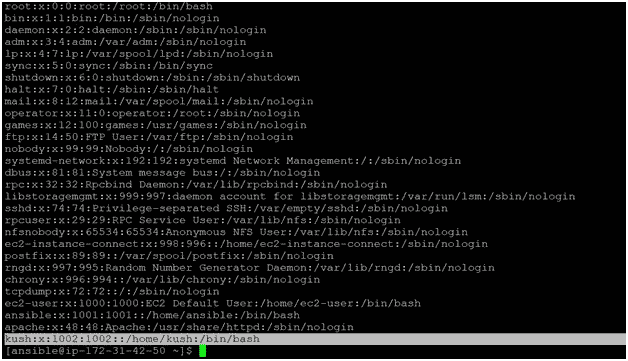 root:x:0:0:root:/root:/bin/bash
bin:x:1:1:bin:/bin:/sbin/nologin
daemon:x:2:2:daemon:/sbin:/sbin/nologin
adm:x:3:4:adm:/var/adm:/sbin/nologin
lp:x:4:7:lp:/var/spool/lpd:/sbin/nologin
sync:x:5:0:sync:/sbin:/bin/sync
shutdown:x:6:0:shutdown:/sbin:/sbin/shutdown
halt:x:7:0:halt:/sbin:/sbin/halt
mail:x:8:12:mail:/var/spool/mail:/sbin/nologin
operator:x:11:0:operator:/root:/sbin/nologin
games:x:12:100:games:/usr/games:/sbin/nologin
ftp:x:14:50:FTP User:/var/ftp:/sbin/nologin
nobody:x:99:99:Nobody:/:/sbin/nologin
systemd-network:x:192:192:systemd Network Management:/:/sbin/nologin
dbus:x:81:81:System message bus:/:/sbin/nologin
rpc:x:32:32:Rpcbind Daemon:/var/lib/rpcbind:/sbin/nologin
libstoragemgmt:x:999:997:daemon account for libstoragemgmt:/var/run/lsm:/sbin/nologin
sshd:x:74:74:Privilege-separated SSH:/var/empty/sshd:/sbin/nologin
rpcuser:x:29:29:RPC Service User:/var/lib/nfs:/sbin/nologin
nfsnobody:x:65534:65534:Anonymous NFS User:/var/lib/nfs:/sbin/nologin
ec2-instance-connect:x:998:996::/home/ec2-instance-connect:/sbin/nologin
postfix:x:89:89::/var/spool/postfix:/sbin/nologin
rngd:x:997:995:Random Number Generator Daemon:/var/lib/rngd:/sbin/nologin
chrony:x:996:994::/var/lib/chrony:/sbin/nologin
tcpdump:x:72:72::/:/sbin/nologin
ec2-user:x:1000:1000:EC2 Default User:/home/ec2-user:/bin/bash
ansible:x:1001:1001::/home/ansible:/bin/bash
apache:x:48:48:Apache:/usr/share/httpd:/sbin/nologin
kush:x:1002:1002::/home/kush:/bin/bash
[ansible@ip-172-31-42-50 ~]$